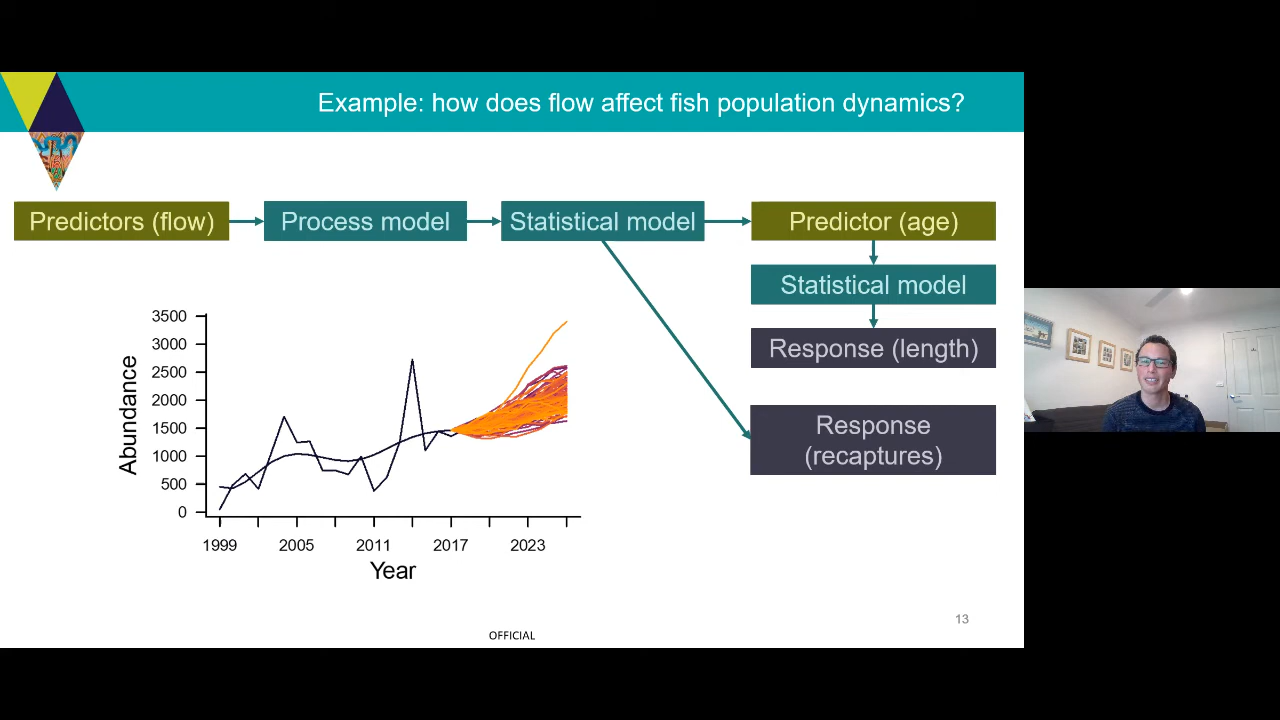 Example: how does flow affect fish population dynamics?
Predictors (flow)
Process model
Statistical model
Predictor (age)
Statistical model
Response (length)
Response
(recaptures)
3500
3000
2500
2000
1500
1000
500
0
Abundance
1999
2005
2011
2017
2023
Year
13
OFFICIAL